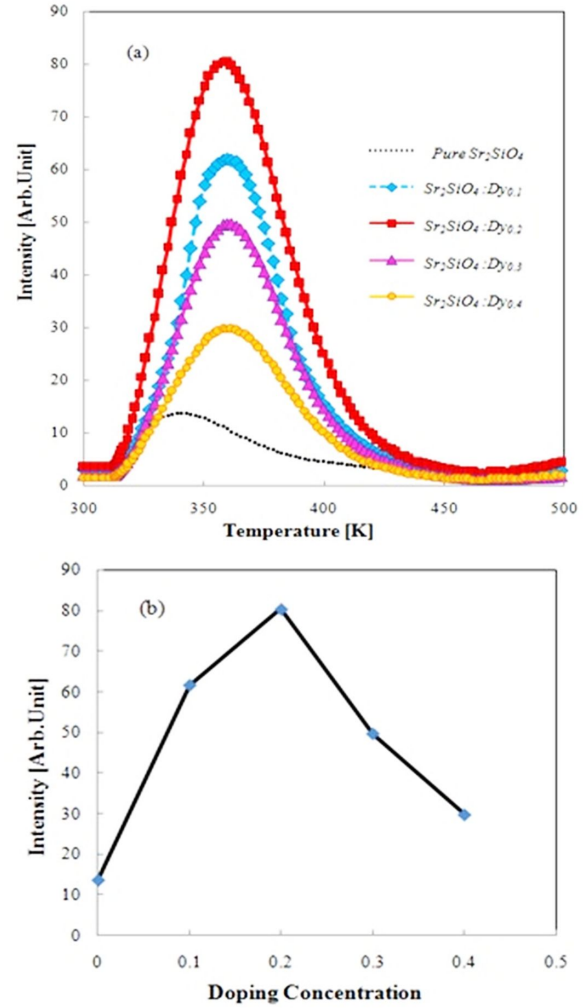 90
(a)
80
70
60
50
40
30
20
10
0
Intensity [Arb.Unit]
Pure Sr₂SiO₄
Sr₂SiO₄:Dy₀.₁
Sr₂SiO₄:Dy₀.₂
Sr₂SiO₄:Dy₀.₃
Sr₂SiO₄:Dy₀.₄
300 350 400 450 500
Temperature [K]
90
(b)
80
70
60
50
40
30
20
10
0
Intensity [Arb.Unit]
0 0.1 0.2 0.3 0.4 0.5
Doping Concentration